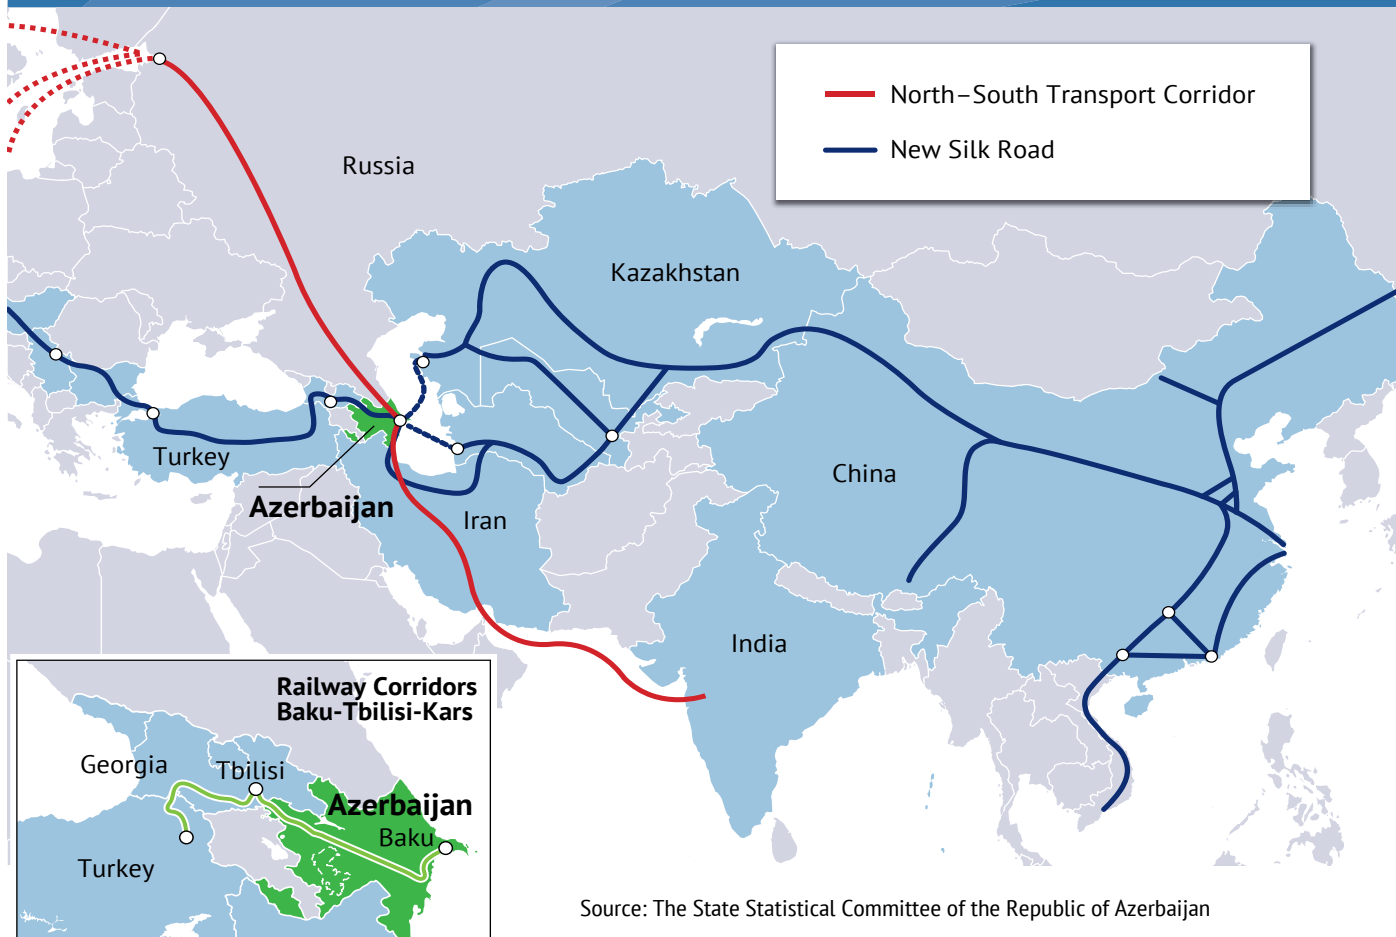 North–South Transport Corridor
New Silk Road
Russia
Kazakhstan
Turkey
China
Azerbaijan
Iran
India
Railway Corridors
Baku-Tbilisi-Kars
Georgia
Tbilisi
Azerbaijan
Baku
Turkey
Source: The State Statistical Committee of the Republic of Azerbaijan